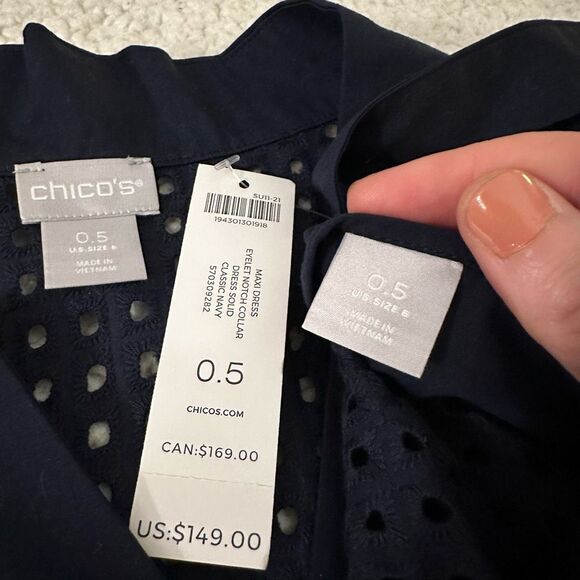 chico's®
0.5
U.S. SIZE 6
MADE IN
VIETNAM
SU11-21
194301301918
MAXI DRESS
EYELET NOTCH COLLAR
DRESS SOLID
CLASSIC NAVY
570309282
0.5
CHICOS.COM
CAN:$169.00
US:$149.00
0.5
U.S. SIZE 6
MADE IN
VIETNAM